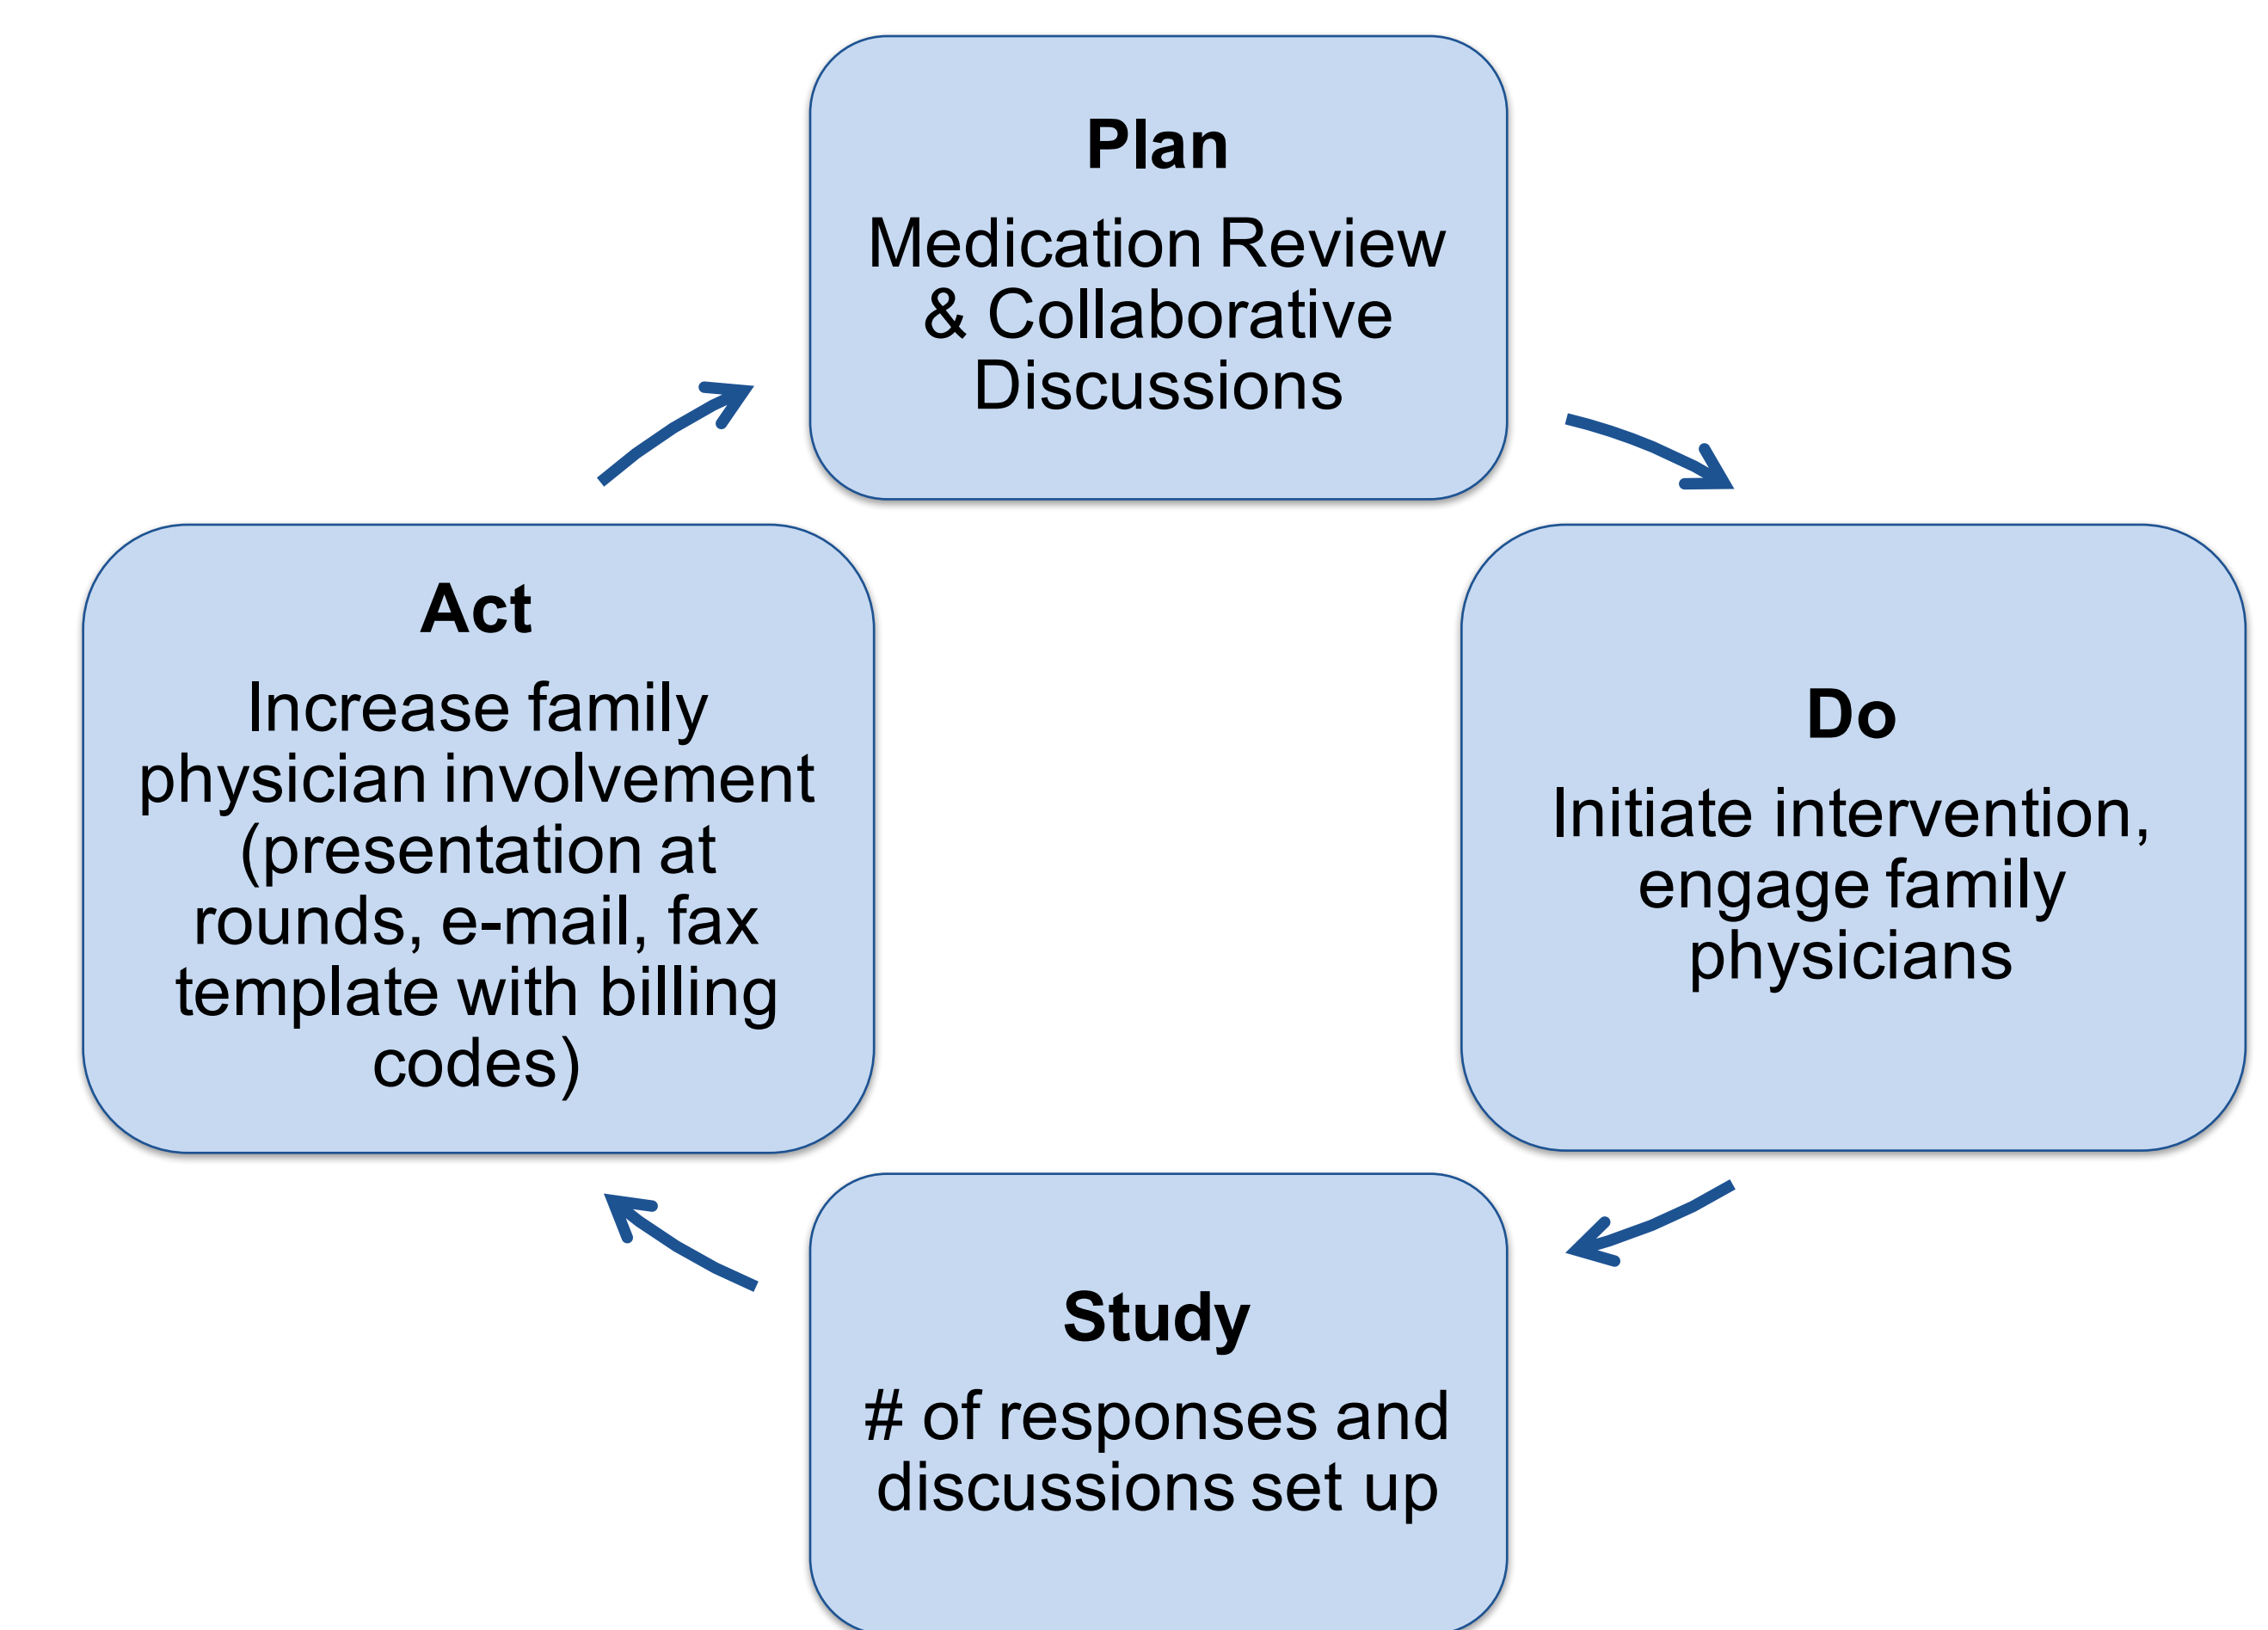 Plan
Medication Review
& Collaborative
Discussions
Act
Increase family
physician involvement
(presentation at
rounds, e-mail, fax
template with billing
codes)
Do
Initiate intervention,
engage family
physicians
Study
# of responses and
discussions set up